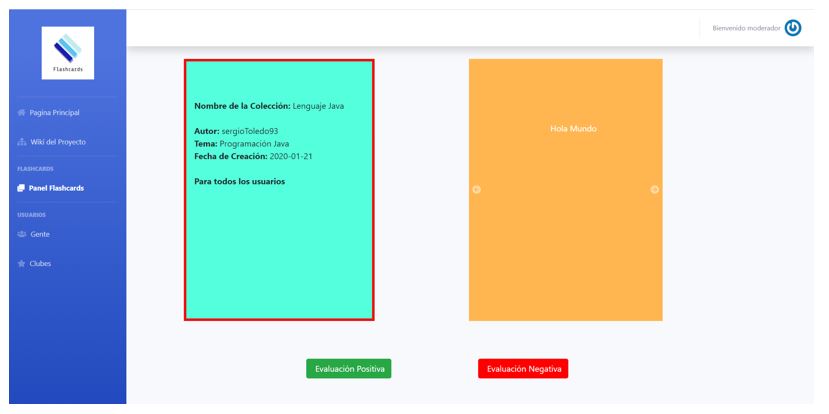 Flashcards
Bienvenido moderador
Pagina Principal
Wiki del Proyecto
FLASHCARDS
Panel Flashcards
USUARIOS
Gente
Clubes
Nombre de la Colección: Lenguaje Java
Autor: sergioToledo93
Tema: Programación Java
Fecha de Creación: 2020-01-21
Para todos los usuarios
Hola Mundo
Evaluación Positiva
Evaluación Negativa